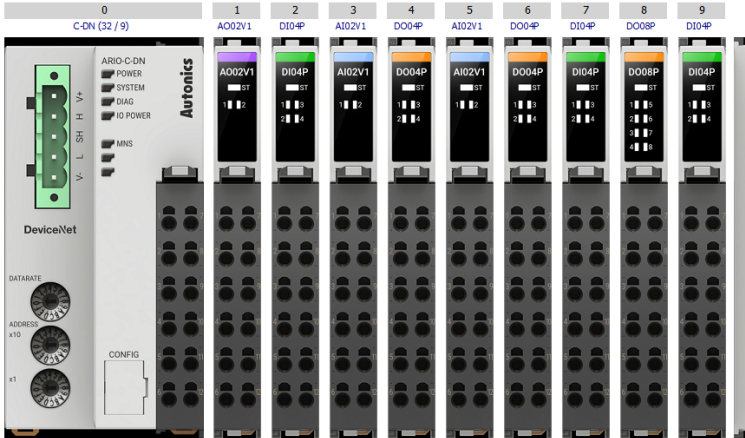 0 1 2 3 4 5 6 7 8 9
C-DN (32 / 9) AO02V1 DI04P AI02V1 DO04P AI02V1 DO04P DI04P DO08P DI04P
ARIO-C-DN
POWER
SYSTEM
DIAG
IO POWER
MNS
Autonics
V+
H
SH
L
V-
DeviceNet
DATARATE
ADDRESS
x10
x1
CONFIG
AO02V1
ST
1 2
DI04P
ST
1 3
2 4
AI02V1
ST
1 2
DO04P
ST
1 3
2 4
AI02V1
ST
1 2
DO04P
ST
1 3
2 4
DI04P
ST
1 3
2 4
DO08P
ST
1 5
2 6
3 7
4 8
DI04P
ST
1 3
2 4